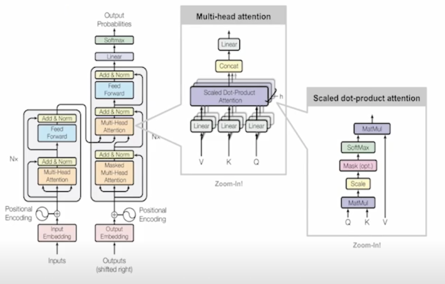 Output
Probabilities
Softmax
Linear
Add & Norm
Feed
Forward
Add & Norm
Multi-Head
Attention
Add & Norm
Masked
Multi-Head
Attention
Nx
Add & Norm
Feed
Forward
Nx
Add & Norm
Multi-Head
Attention
Positional
Encoding
Positional
Encoding
Input
Embedding
Output
Embedding
Inputs
Outputs
(shifted right)
Multi-head attention
Linear
Concat
Scaled Dot-Product
Attention
h
Linear
Linear
Linear
V
K
Q
Zoom-In!
Scaled dot-product attention
MatMul
SoftMax
Mask (opt.)
Scale
MatMul
Q
K
V
Zoom-In!